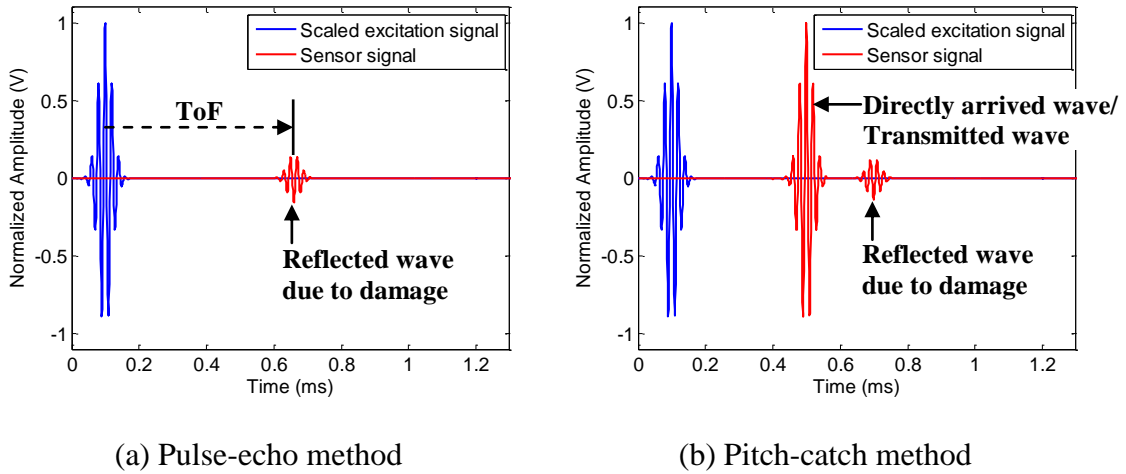 Scaled excitation signal
Sensor signal
ToF
Reflected wave
due to damage
Normalized Amplitude (V)
1
0.5
0
-0.5
-1
0 0.2 0.4 0.6 0.8 1 1.2
Time (ms)
(a) Pulse-echo method
Scaled excitation signal
Sensor signal
Directly arrived wave/
Transmitted wave
Reflected wave
due to damage
Normalized Amplitude (V)
1
0.5
0
-0.5
-1
0 0.2 0.4 0.6 0.8 1 1.2
Time (ms)
(b) Pitch-catch method